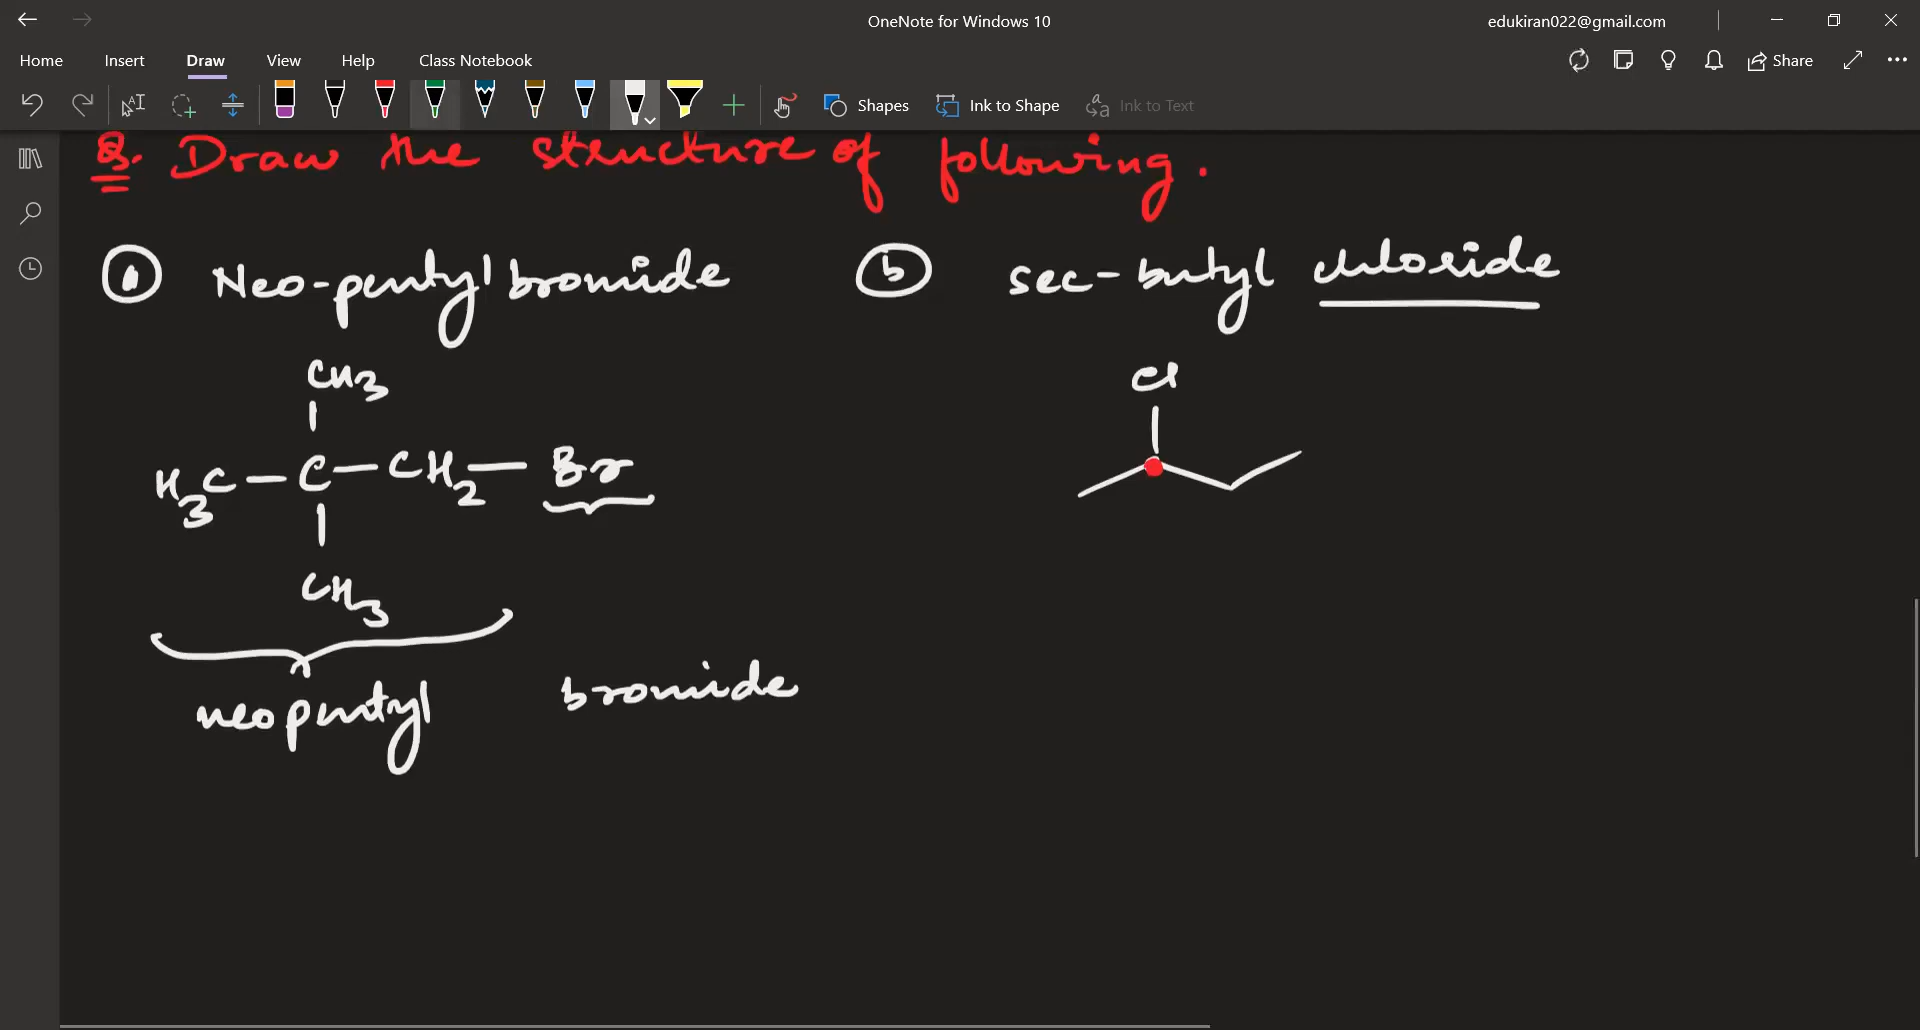 OneNote for Windows 10
edukiran022@gmail.com
Home Insert Draw View Help Class Notebook
Share
Shapes Ink to Shape Ink to Text
Q. Draw the structure of following.
a Neo-pentyl bromide
b sec-butyl chloride
CH3
H3C-C-CH2-Br
CH3
neopentyl bromide
Cl